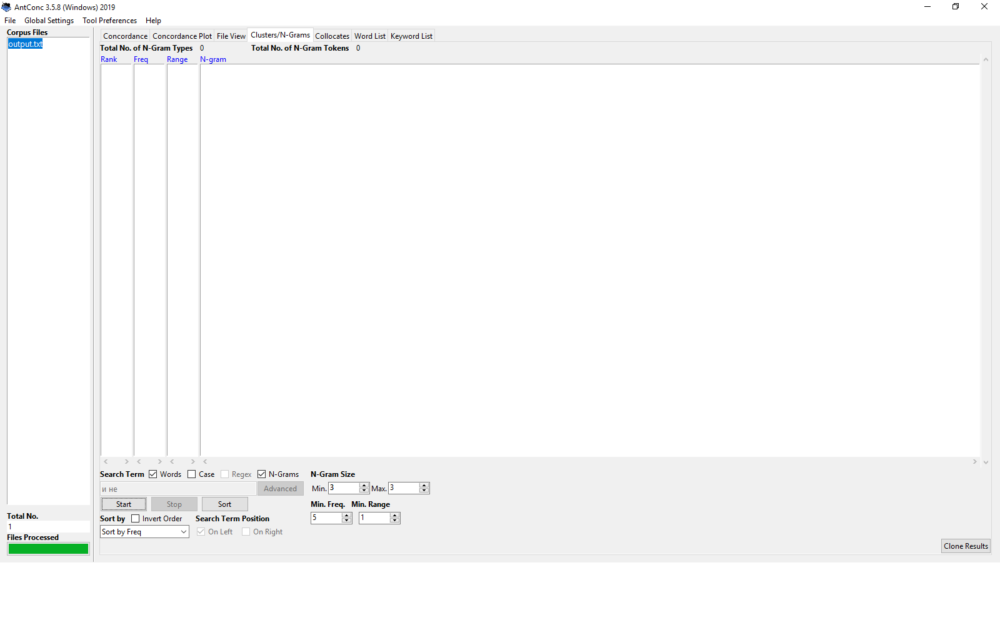 AntConc 3.5.8 (Windows) 2019
File Global Settings Tool Preferences Help
Corpus Files
output.txt
Concordance Concordance Plot File View Clusters/N-Grams Collocates Word List Keyword List
Total No. of N-Gram Types 0 Total No. of N-Gram Tokens 0
Rank Freq Range N-gram
Search Term Words Case Regex N-Grams N-Gram Size
и не Advanced Min. 3 Max. 3
Start Stop Sort Min. Freq. Min. Range
Sort by Invert Order Search Term Position 5 1
Sort by Freq On Left On Right
Total No.
1
Files Processed
Clone Results